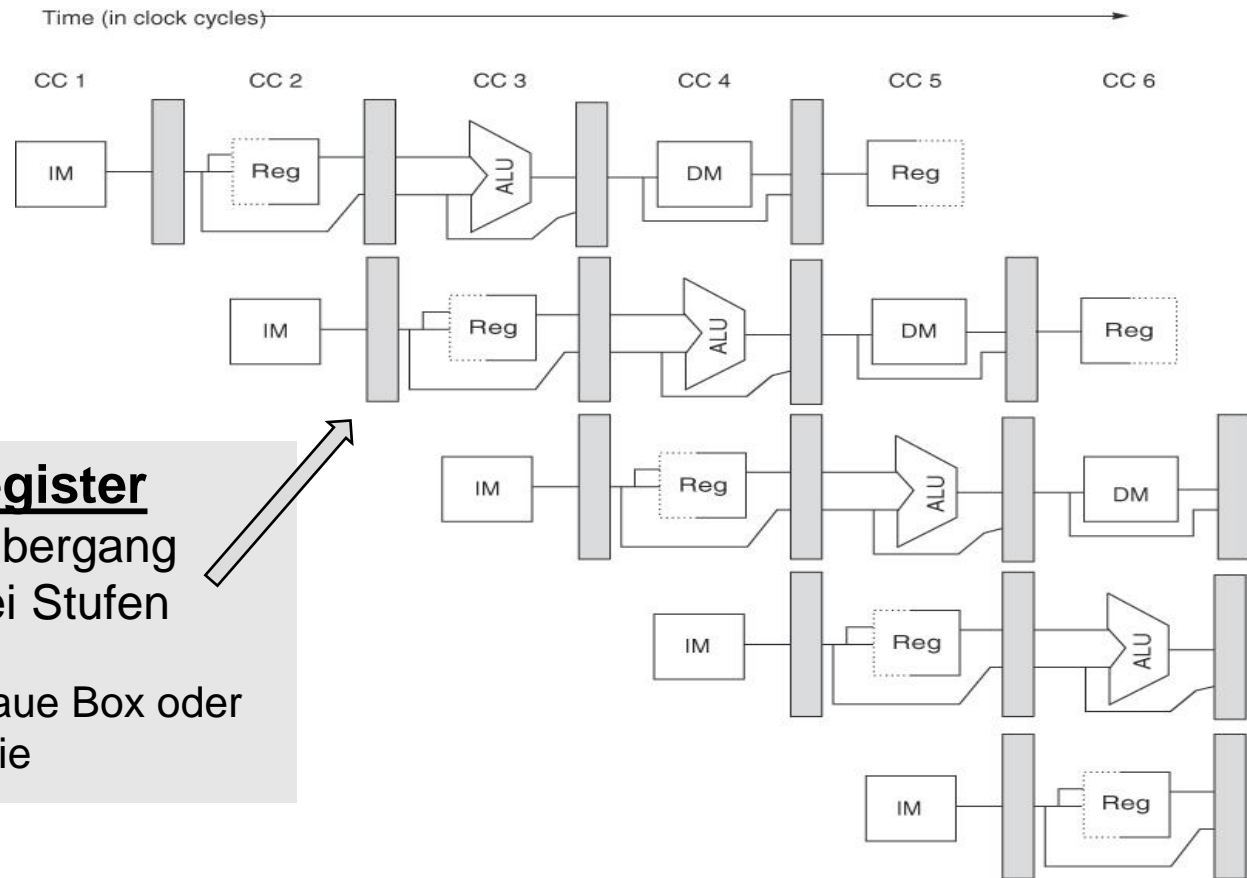 Time (in clock cycles)
CC 1 CC 2 CC 3 CC 4 CC 5 CC 6
IM Reg ALU DM Reg
IM Reg ALU DM Reg
IM Reg ALU DM
IM Reg ALU
IM Reg
egister
bergang
ei Stufen
aue Box oder
ie